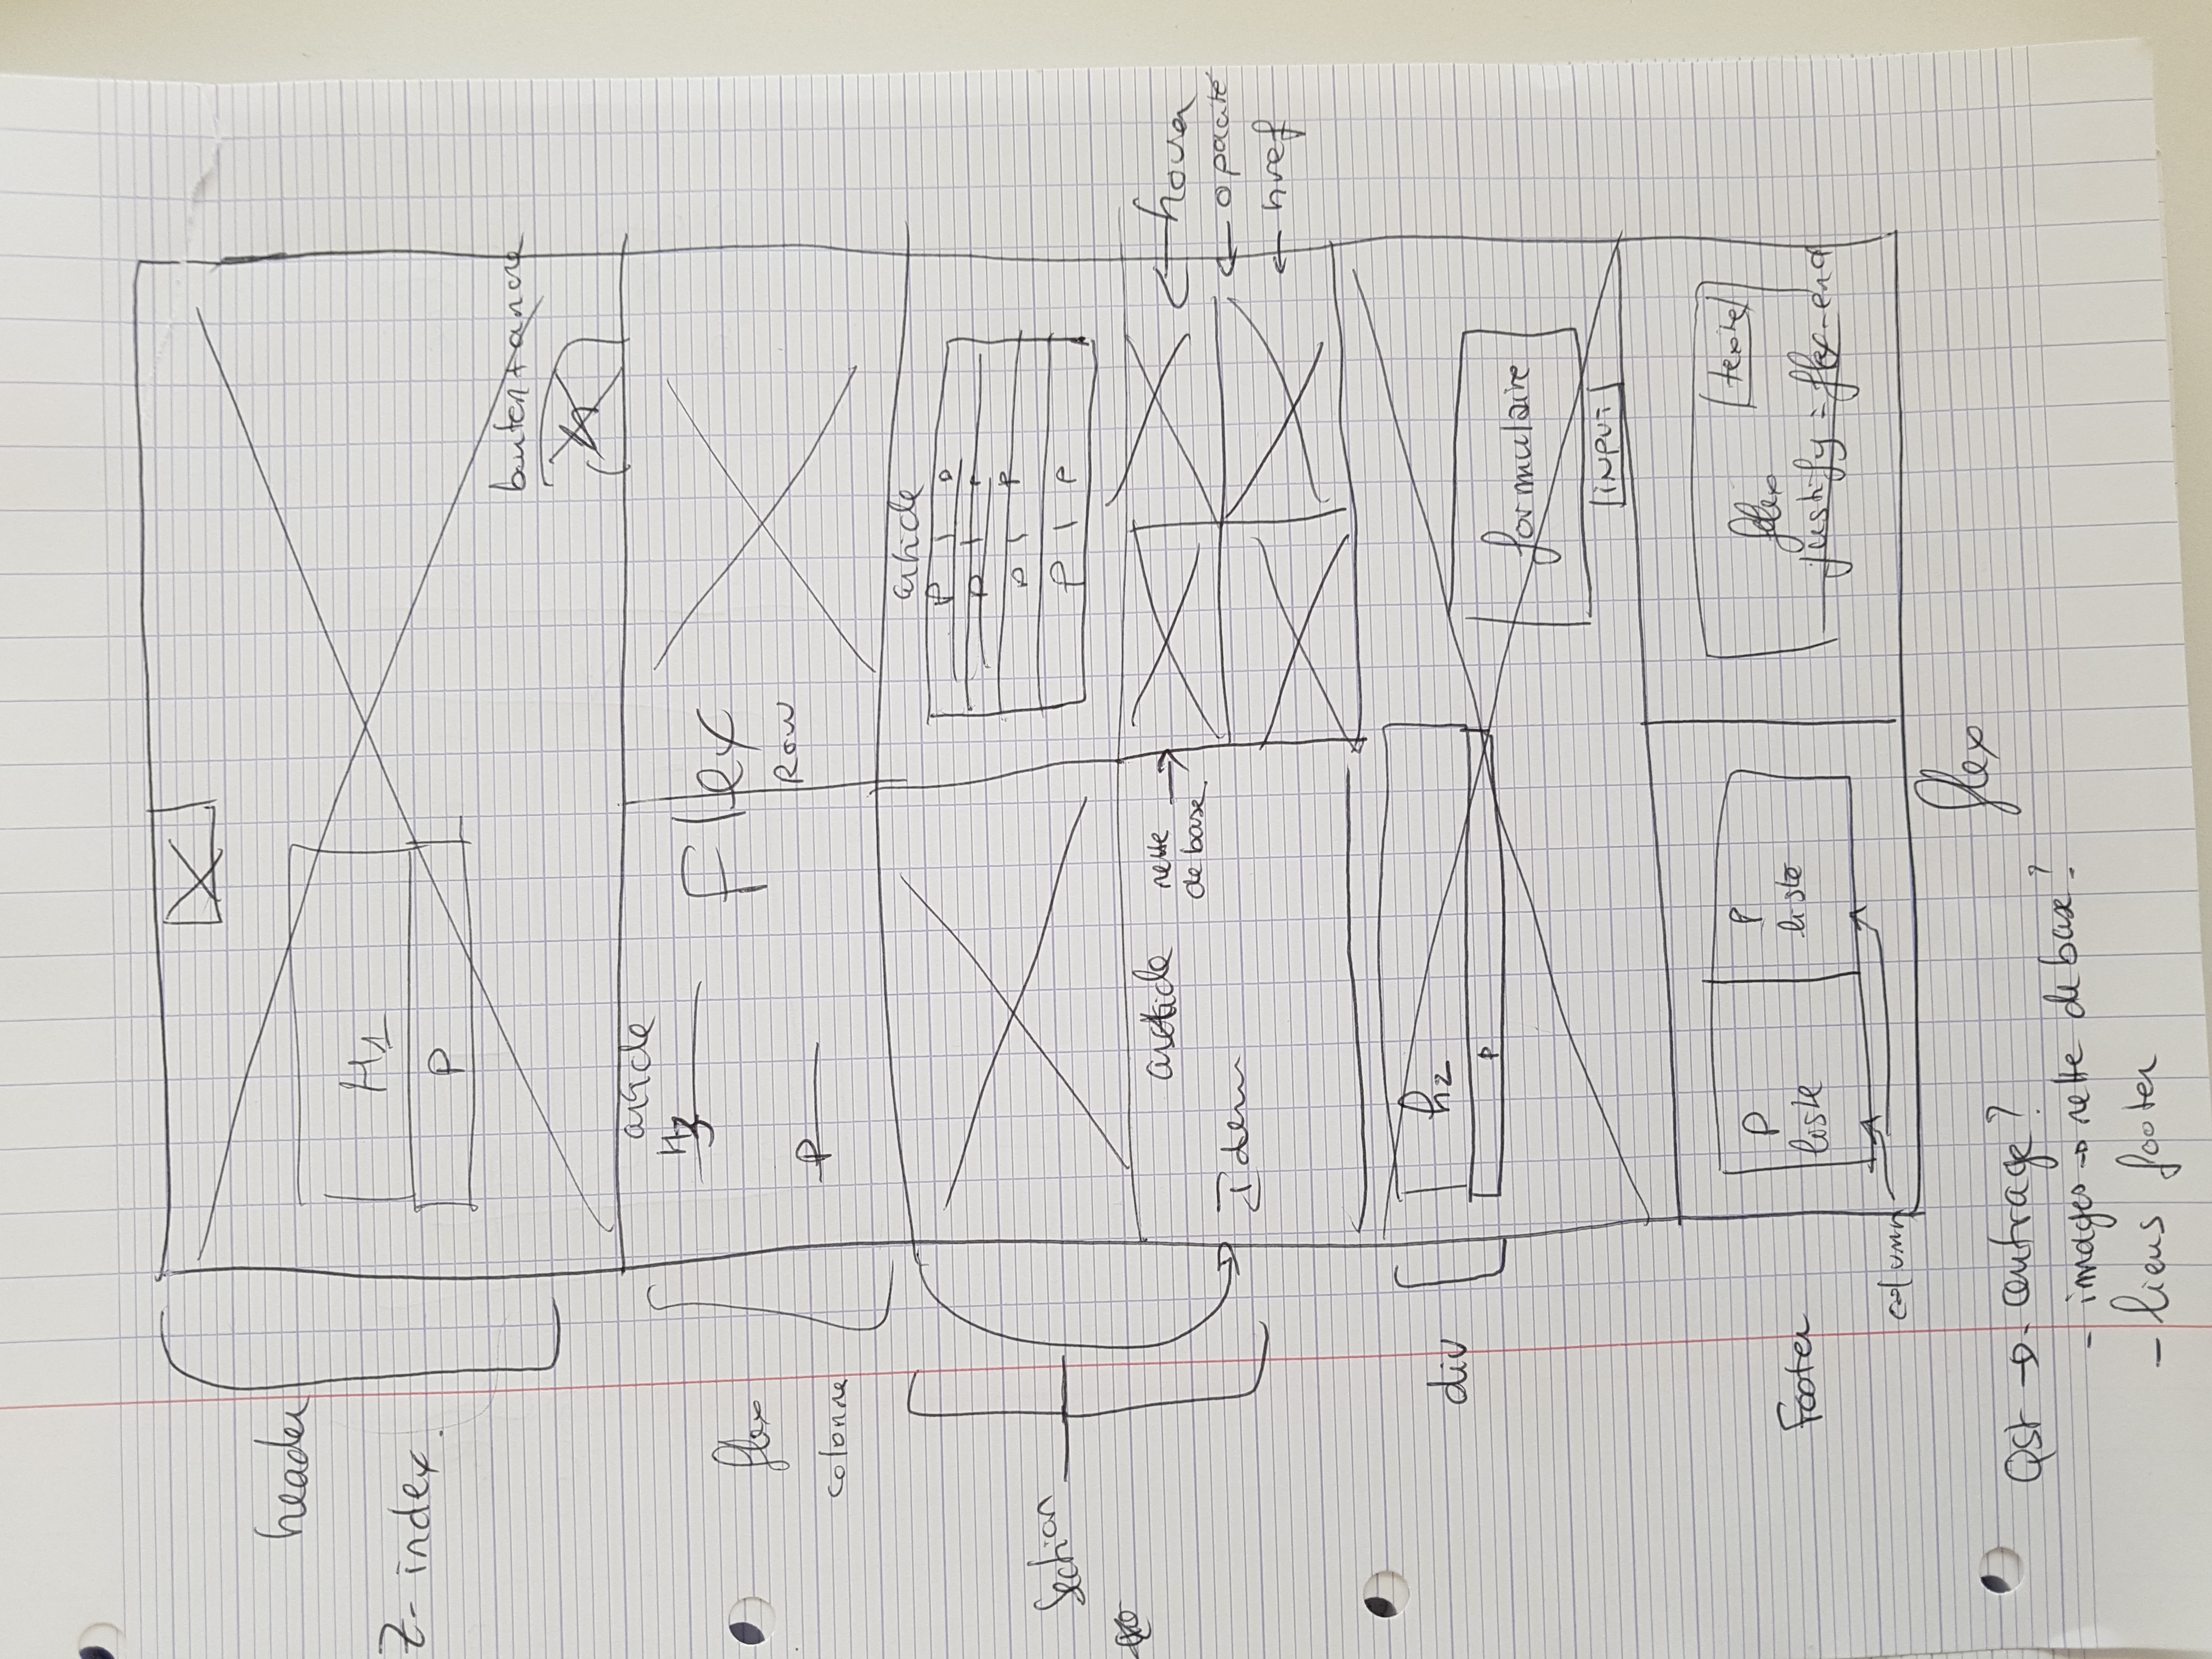 header
H1
Z-index.
P
button + ancre
article
H3
flex
Flex
Row
P
colonne
article
P | P
P | P
P | P
P | P
Section
article
nette
de base
hover
opacité
Idem
href
h2
div
P
formulaire
INPUT
P
liste
P
liste
texte
flex
justify = flex-end
Footer
column
flex
Qst → - centrage ?
- images → nette de base ?
- liens footer